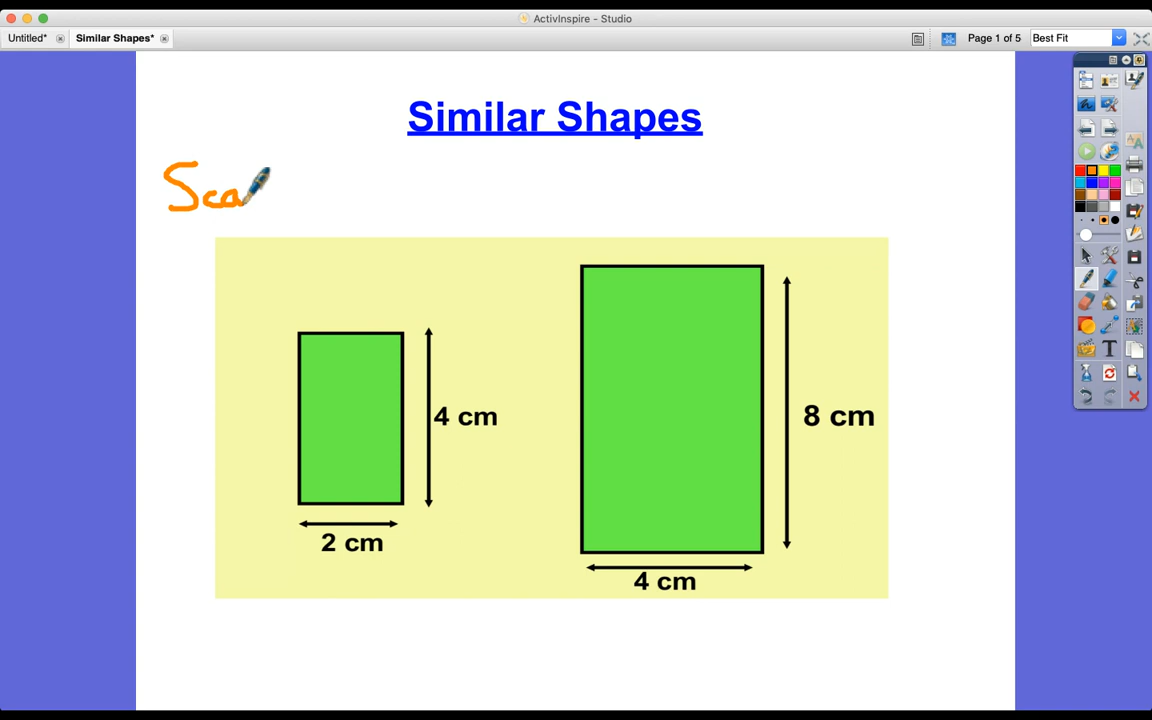 ActivInspire - Studio
Untitled*
Similar Shapes*
Page 1 of 5
Best Fit
Similar Shapes
Sca
4 cm
8 cm
2 cm
4 cm